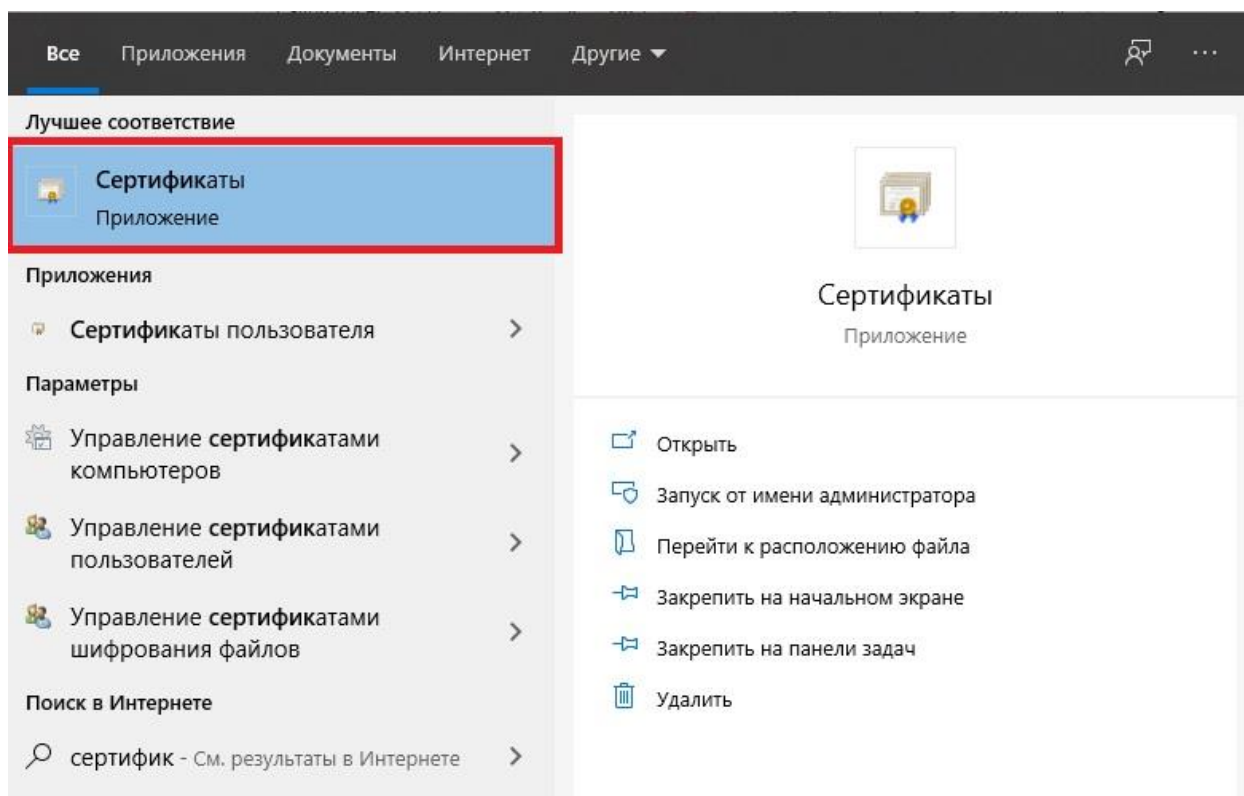 Все Приложения Документы Интернет Другие
Лучшее соответствие
Сертификаты
Приложение
Приложения
Сертификаты пользователя
Параметры
Управление сертификатами
компьютеров
Управление сертификатами
пользователей
Управление сертификатами
шифрования файлов
Поиск в Интернете
сертифик - См. результаты в Интернете
Сертификаты
Приложение
Открыть
Запуск от имени администратора
Перейти к расположению файла
Закрепить на начальном экране
Закрепить на панели задач
Удалить